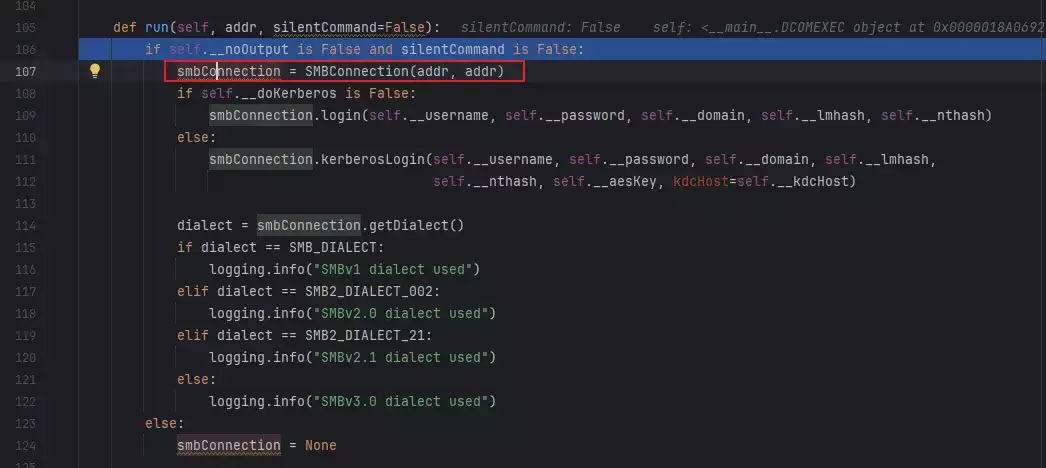 104
105 def run(self, addr, silentCommand=False): silentCommand: False self: <__main__.DCOMEXEC object at 0x0000018A0692
106 if self.__noOutput is False and silentCommand is False:
107 smbConnection = SMBConnection(addr, addr)
108 if self.__doKerberos is False:
109 smbConnection.login(self.__username, self.__password, self.__domain, self.__lmhash, self.__nthash)
110 else:
111 smbConnection.kerberosLogin(self.__username, self.__password, self.__domain, self.__lmhash,
112 self.__nthash, self.__aesKey, kdcHost=self.__kdcHost)
113
114 dialect = smbConnection.getDialect()
115 if dialect == SMB_DIALECT:
116 logging.info("SMBv1 dialect used")
117 elif dialect == SMB2_DIALECT_002:
118 logging.info("SMBv2.0 dialect used")
119 elif dialect == SMB2_DIALECT_21:
120 logging.info("SMBv2.1 dialect used")
121 else:
122 logging.info("SMBv3.0 dialect used")
123 else:
124 smbConnection = None
125